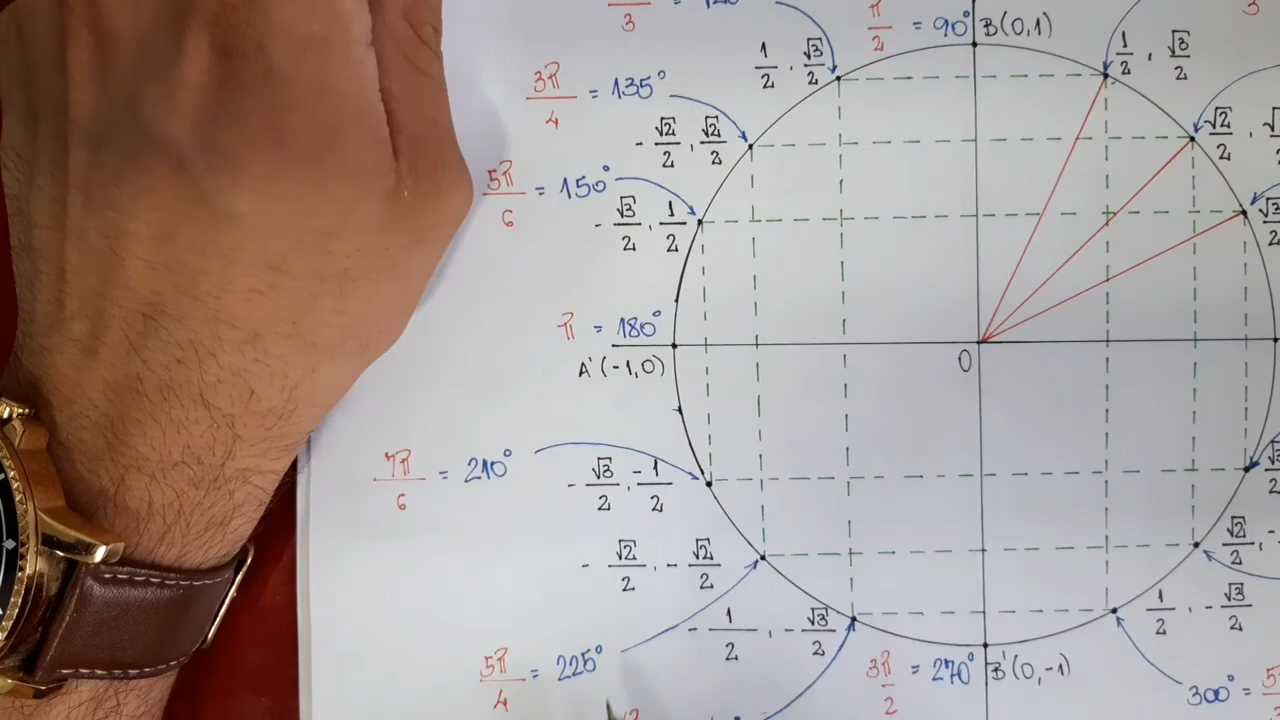 π/2 = 90° B(0,1)
1/2 , √3/2
1/2 , √3/2
3π/4 = 135°
-√2/2 , √2/2
√2/2 ,
5π/6 = 150°
-√3/2 , 1/2
π = 180°
A'(-1,0)
O
7π/6 = 210°
-√3/2 , -1/2
-√2/2 , -√2/2
√2/2 , -
1/2 , -√3/2
-1/2 , -√3/2
5π/4 = 225°
3π/2 = 270° B'(0,-1)
300° =